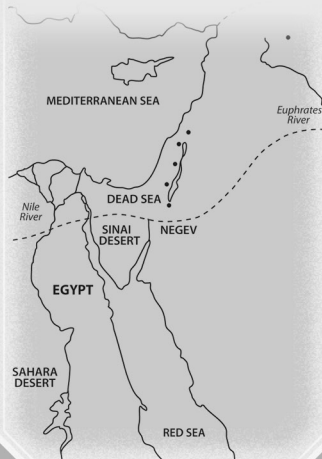 MEDITERRANEAN SEA
Euphrates
River
DEAD SEA
Nile
River
SINAI
DESERT
NEGEV
EGYPT
SAHARA
DESERT
RED SEA